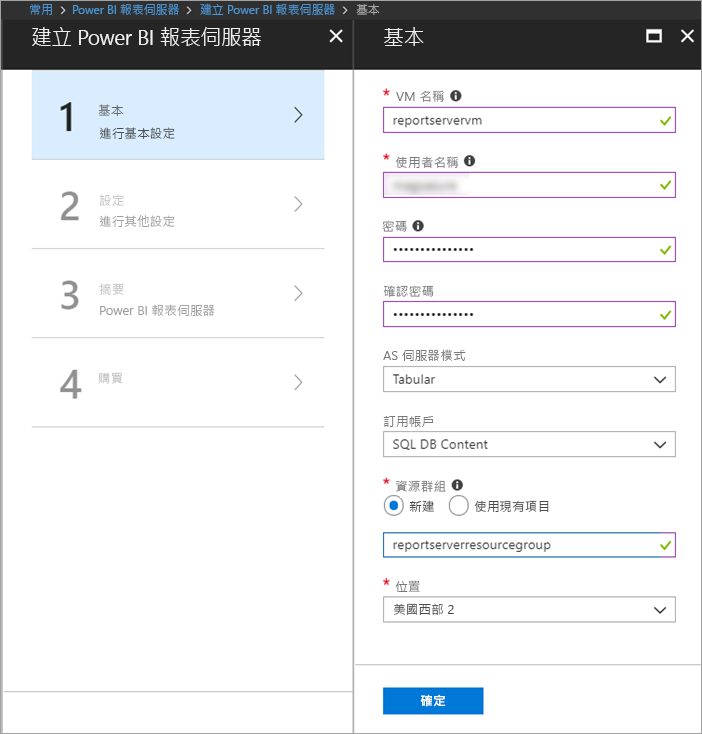 常用 > Power BI 報表伺服器 > 建立 Power BI 報表伺服器 > 基本
建立 Power BI 報表伺服器
1
基本
進行基本設定
2
設定
進行其他設定
3
摘要
Power BI 報表伺服器
4
購買
基本
* VM 名稱
reportservervm
* 使用者名稱
密碼
•••••••••••••••
確認密碼
•••••••••••••••
AS 伺服器模式
Tabular
訂用帳戶
SQL DB Content
* 資源群組
新建 使用現有項目
reportserverresourcegroup
* 位置
美國西部 2
確定